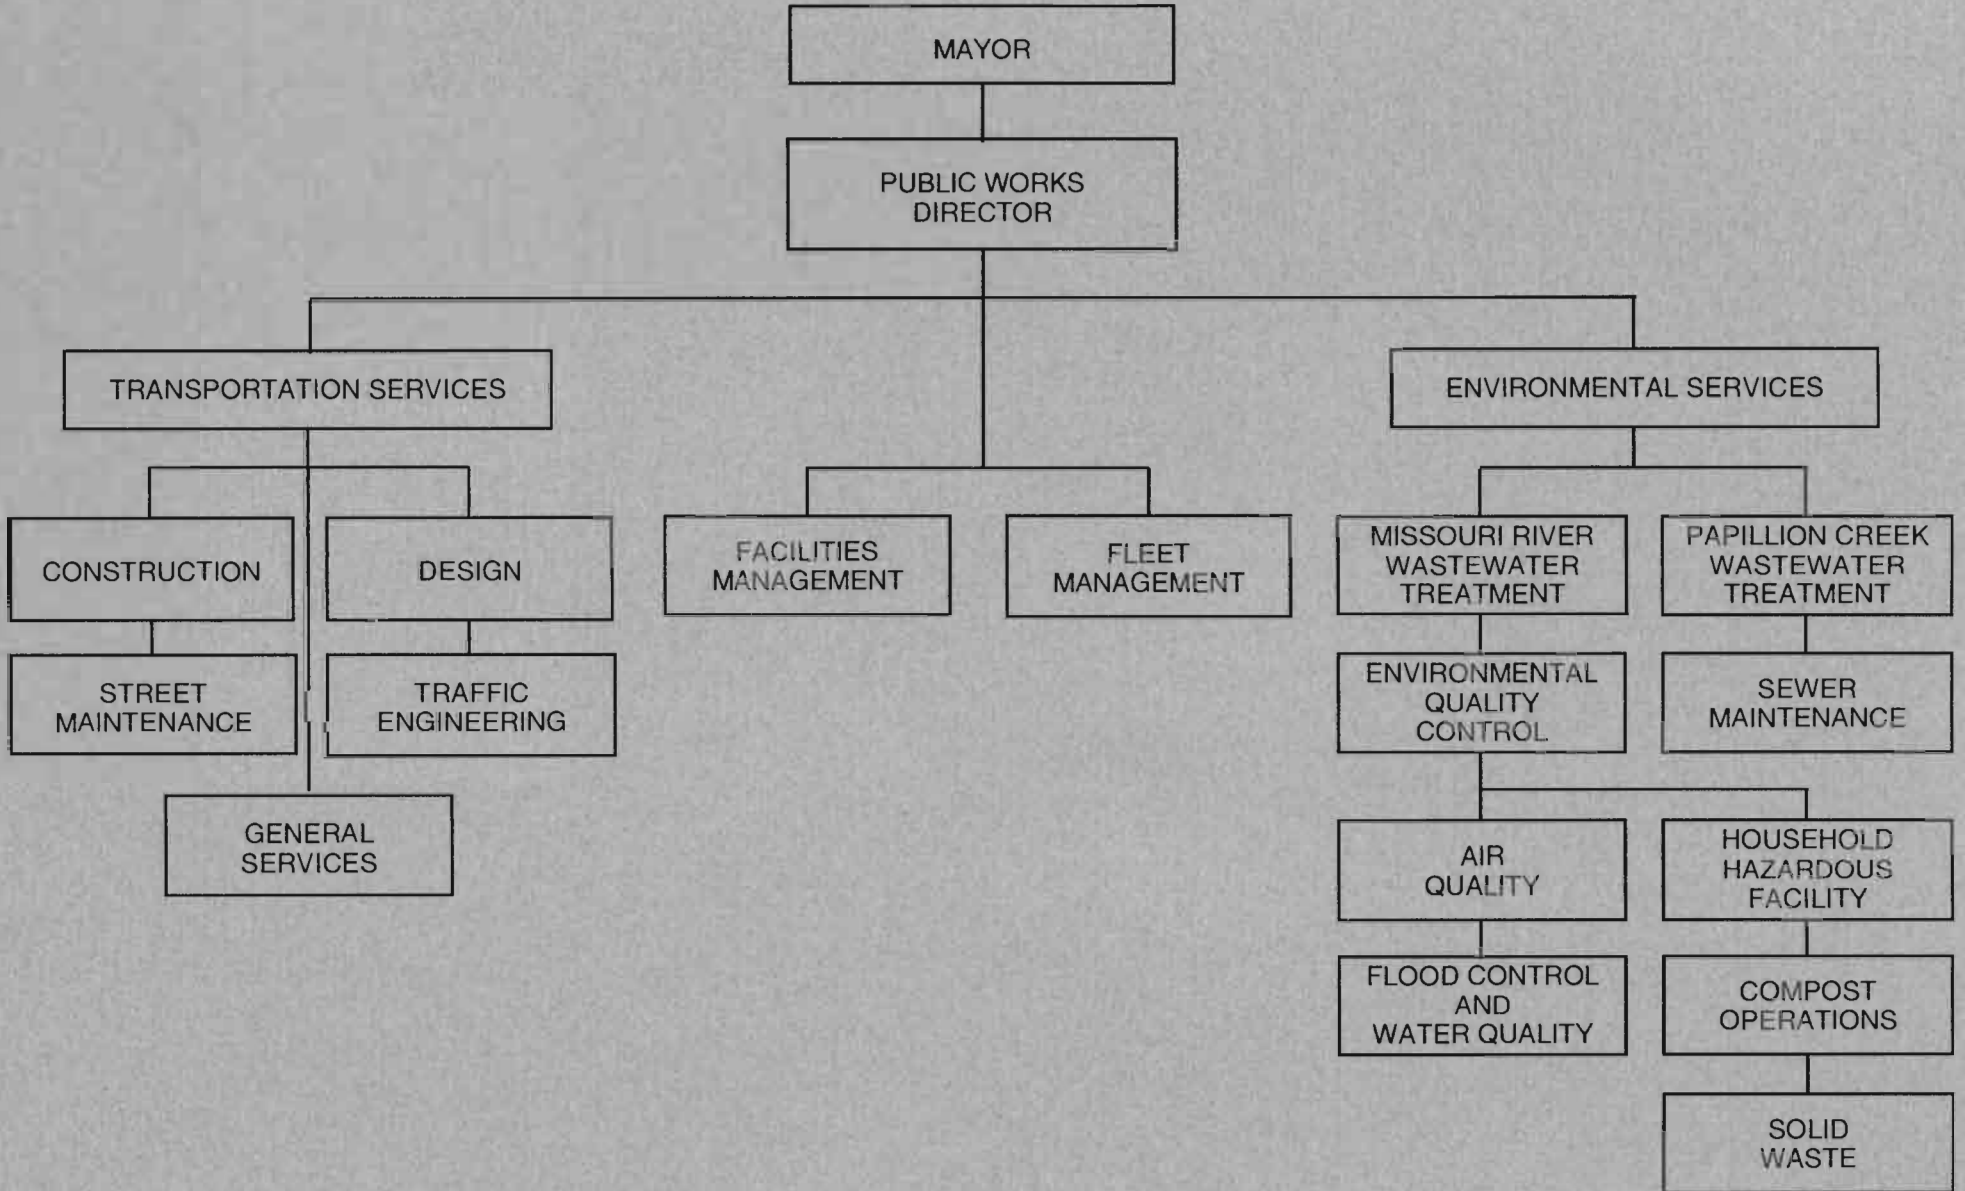 MAYOR
PUBLIC WORKS
DIRECTOR
TRANSPORTATION SERVICES
ENVIRONMENTAL SERVICES
CONSTRUCTION
DESIGN
FACILITIES
MANAGEMENT
FLEET
MANAGEMENT
MISSOURI RIVER
WASTEWATER
TREATMENT
PAPILLION CREEK
WASTEWATER
TREATMENT
STREET
MAINTENANCE
TRAFFIC
ENGINEERING
ENVIRONMENTAL
QUALITY
CONTROL
SEWER
MAINTENANCE
GENERAL
SERVICES
AIR
QUALITY
HOUSEHOLD
HAZARDOUS
FACILITY
FLOOD CONTROL
AND
WATER QUALITY
COMPOST
OPERATIONS
SOLID
WASTE